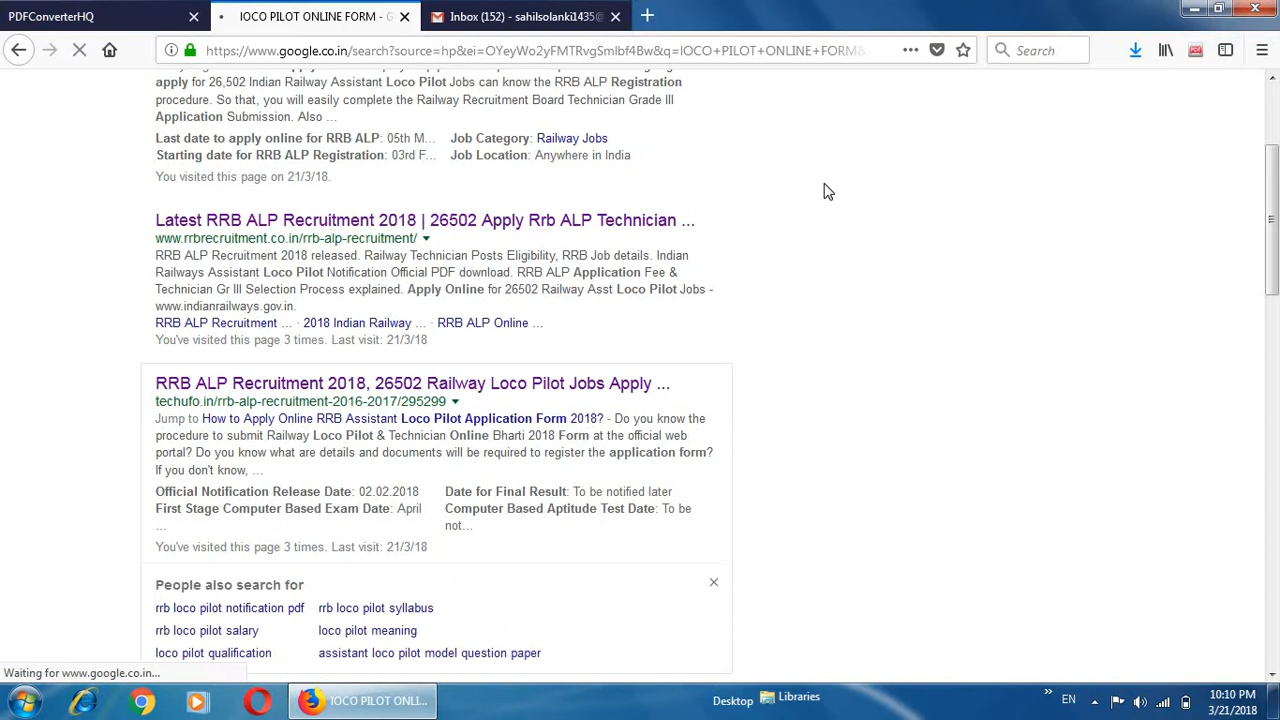 PDFConverterHQ
IOCO PILOT ONLINE FORM - G
Inbox (152) - sahilsolanki1435@
https://www.google.co.in/search?source=hp&ei=OYeyWo2yFMTRvgSmlbf4Bw&q=IOCO+PILOT+ONLINE+FORM&
Search
apply for 26,502 Indian Railway Assistant Loco Pilot Jobs can know the RRB ALP Registration
procedure. So that, you will easily complete the Railway Recruitment Board Technician Grade III
Application Submission. Also ...
Last date to apply online for RRB ALP: 05th M... Job Category: Railway Jobs
Starting date for RRB ALP Registration: 03rd F... Job Location: Anywhere in India
You visited this page on 21/3/18.
Latest RRB ALP Recruitment 2018 | 26502 Apply Rrb ALP Technician ...
www.rrbrecruitment.co.in/rrb-alp-recruitment/
RRB ALP Recruitment 2018 released. Railway Technician Posts Eligibility, RRB Job details. Indian
Railways Assistant Loco Pilot Notification Official PDF download. RRB ALP Application Fee &
Technician Gr III Selection Process explained. Apply Online for 26502 Railway Asst Loco Pilot Jobs -
www.indianrailways.gov.in.
RRB ALP Recruitment ... · 2018 Indian Railway ... · RRB ALP Online ...
You've visited this page 3 times. Last visit: 21/3/18
RRB ALP Recruitment 2018, 26502 Railway Loco Pilot Jobs Apply ...
techufo.in/rrb-alp-recruitment-2016-2017/295299
Jump to How to Apply Online RRB Assistant Loco Pilot Application Form 2018? - Do you know the
procedure to submit Railway Loco Pilot & Technician Online Bharti 2018 Form at the official web
portal? Do you know what are details and documents will be required to register the application form?
If you don't know, ...
Official Notification Release Date: 02.02.2018 Date for Final Result: To be notified later
First Stage Computer Based Exam Date: April Computer Based Aptitude Test Date: To be
... not...
You've visited this page 3 times. Last visit: 21/3/18
People also search for
rrb loco pilot notification pdf rrb loco pilot syllabus
rrb loco pilot salary loco pilot meaning
loco pilot qualification assistant loco pilot model question paper
Waiting for www.google.co.in...
IOCO PILOT ONLI...
Desktop
Libraries
EN
10:10 PM
3/21/2018